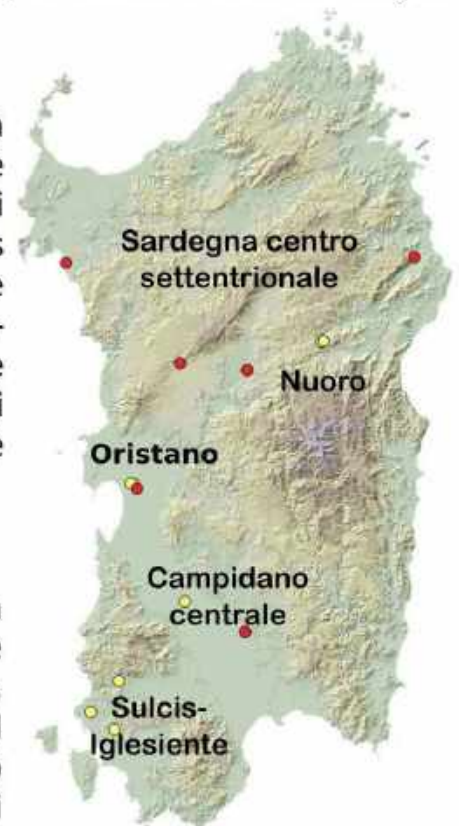 Sardegna centro
settentrionale
Nuoro
Oristano
Campidano
centrale
Sulcis-
Iglesiente